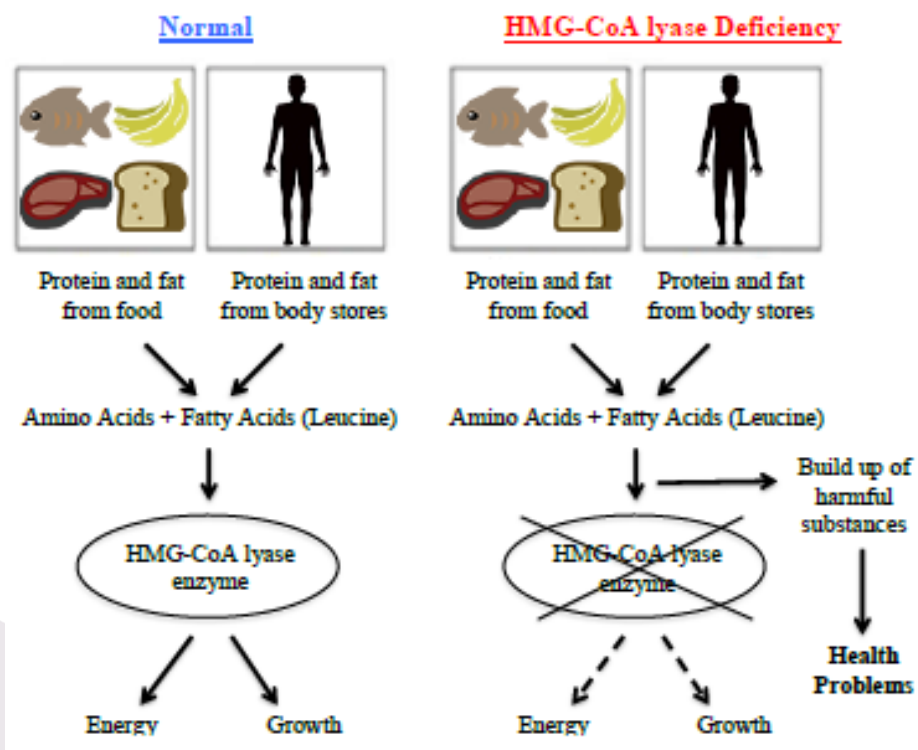 Normal
Protein and fat
from food
Protein and fat
from body stores
Amino Acids + Fatty Acids (Leucine)
HMG-CoA lyase
enzyme
Energy
Growth
HMG-CoA lyase Deficiency
Protein and fat
from food
Protein and fat
from body stores
Amino Acids + Fatty Acids (Leucine)
Build up of
harmful
substances
HMG-CoA lyase
enzyme
Health
Problems
Energy
Growth